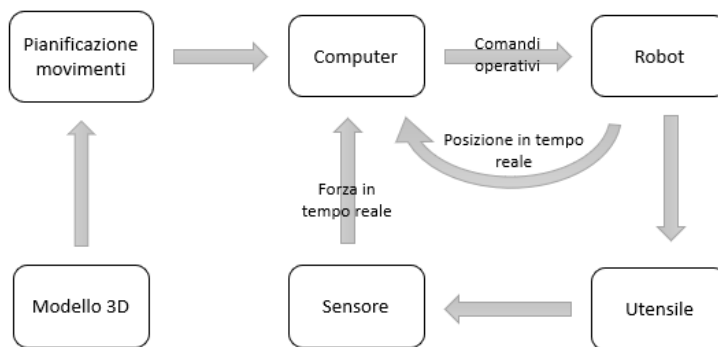 Pianificazione
movimenti
Computer
Comandi
operativi
Robot
Posizione in tempo
reale
Forza in
tempo reale
Modello 3D
Sensore
Utensile